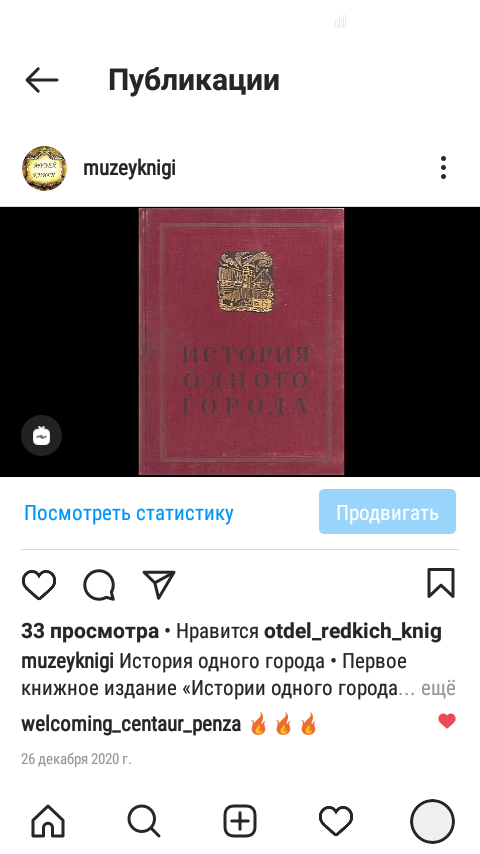 Публикации
muzeyknigi
ИСТОРИЯ
ОДНОГО
ГОРОДА
Посмотреть статистику
Продвигать
33 просмотра • Нравится otdel_redkich_knig
muzeyknigi История одного города • Первое
книжное издание «Истории одного города... ещё
welcoming_centaur_penza 🔥🔥🔥
26 декабря 2020 г.